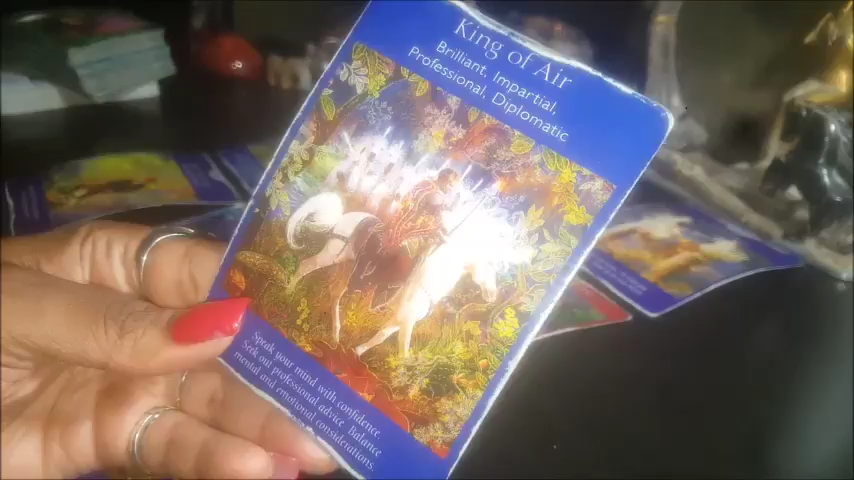 King of Air
Brilliant, Impartial,
Professional, Diplomatic
Speak your mind with confidence.
Seek out professional advice. Balance
mental and emotional considerations.